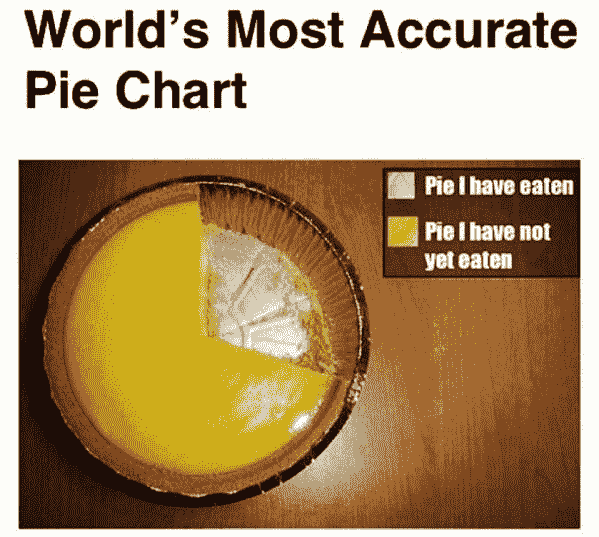 World's Most Accurate
Pie Chart
Pie I have eaten
Pie I have not
yet eaten